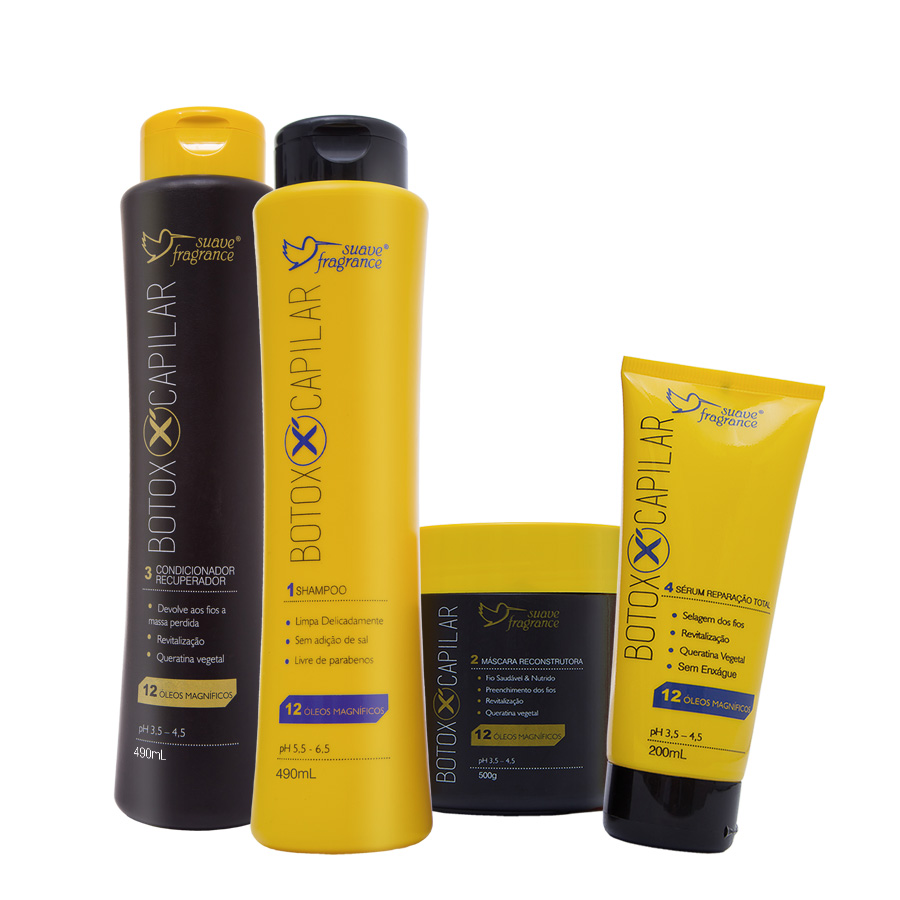 suave®
fragrance
BOTOX X CAPILAR
3 CONDICIONADOR
RECUPERADOR
• Devolve aos fios a
massa perdida
• Revitalização
• Queratina vegetal
12 ÓLEOS MAGNÍFICOS
pH 3,5 – 4,5
490mL
suave®
fragrance
BOTOX X CAPILAR
1 SHAMPOO
• Limpa Delicadamente
• Sem adição de sal
• Livre de parabenos
12 ÓLEOS MAGNÍFICOS
pH 5,5 - 6,5
490mL
suave®
fragrance
BOTOX X CAPILAR
2 MÁSCARA RECONSTRUTORA
• Fio Saudável & Nutrido
• Preenchimento dos fios
• Revitalização
• Queratina vegetal
12 ÓLEOS MAGNÍFICOS
pH 3,5 – 4,5
500g
suave®
fragrance
BOTOX X CAPILAR
4 SÉRUM REPARAÇÃO TOTAL
• Selagem dos fios
• Revitalização
• Queratina Vegetal
• Sem Enxágue
12 ÓLEOS MAGNÍFICOS
pH 3,5 – 4,5
200mL